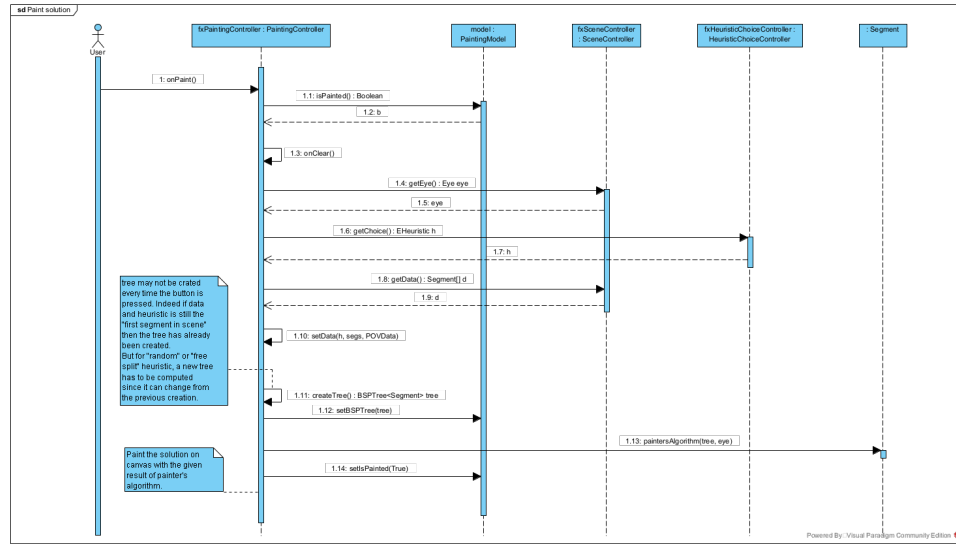 sd Paint solution
User
fxPaintingController : PaintingController
model :
PaintingModel
fxSceneController
: SceneController
fxHeuristicChoiceController :
HeuristicChoiceController
: Segment
1: onPaint()
1.1: isPainted() : Boolean
1.2: b
1.3: onClear()
1.4: getEye() : Eye eye
1.5: eye
1.6: getChoice() : EHeuristic h
1.7: h
1.8: getData() : Segment[] d
1.9: d
tree may not be crated
every time the button is
pressed. Indeed if data
and heuristic is still the
"first segment in scene"
then the tree has already
been created.
But for "random" or "free
split" heuristic, a new tree
has to be computed
since it can change from
the previous creation.
1.10: setData(h, segs, POVData)
1.11: createTree() : BSPTree<Segment> tree
1.12: setBSPTree(tree)
1.13: paintersAlgorithm(tree, eye)
Paint the solution on
canvas with the given
result of painter's
algorithm.
1.14: setIsPainted(True)
Powered By: Visual Paradigm Community Edition